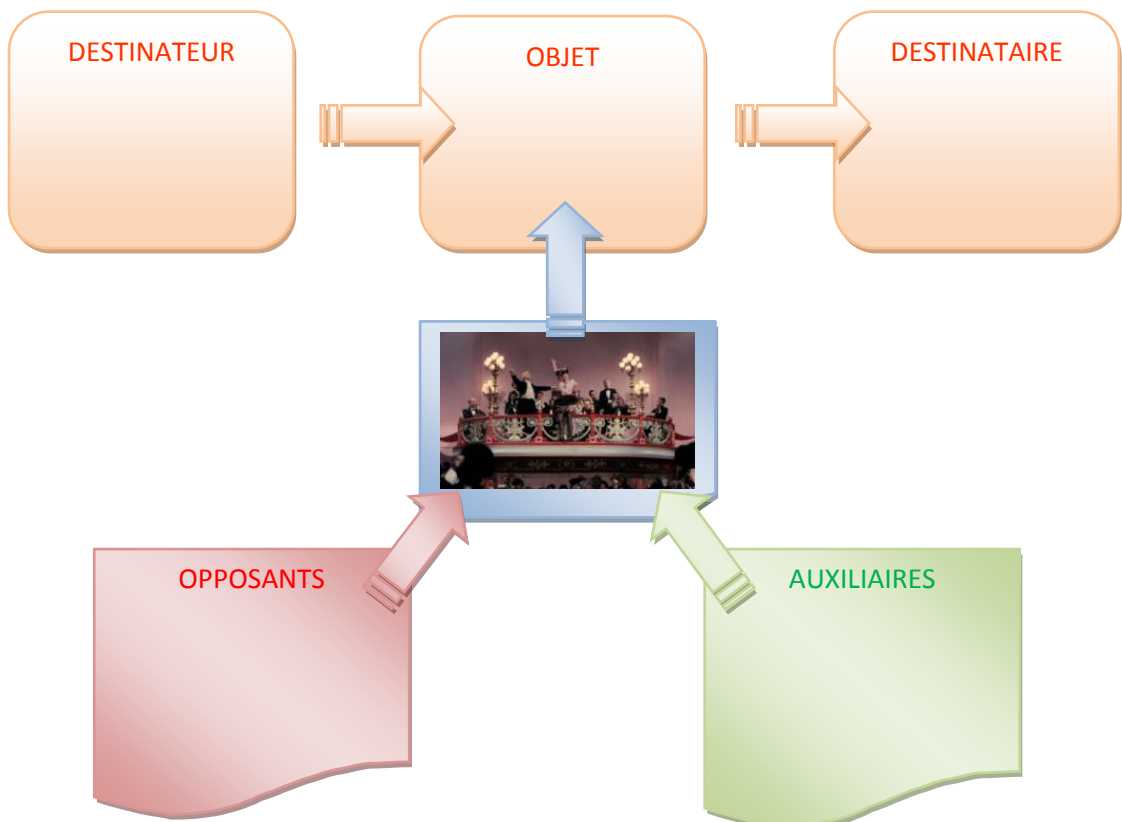 DESTINATEUR
OBJET
DESTINATAIRE
OPPOSANTS
AUXILIAIRES